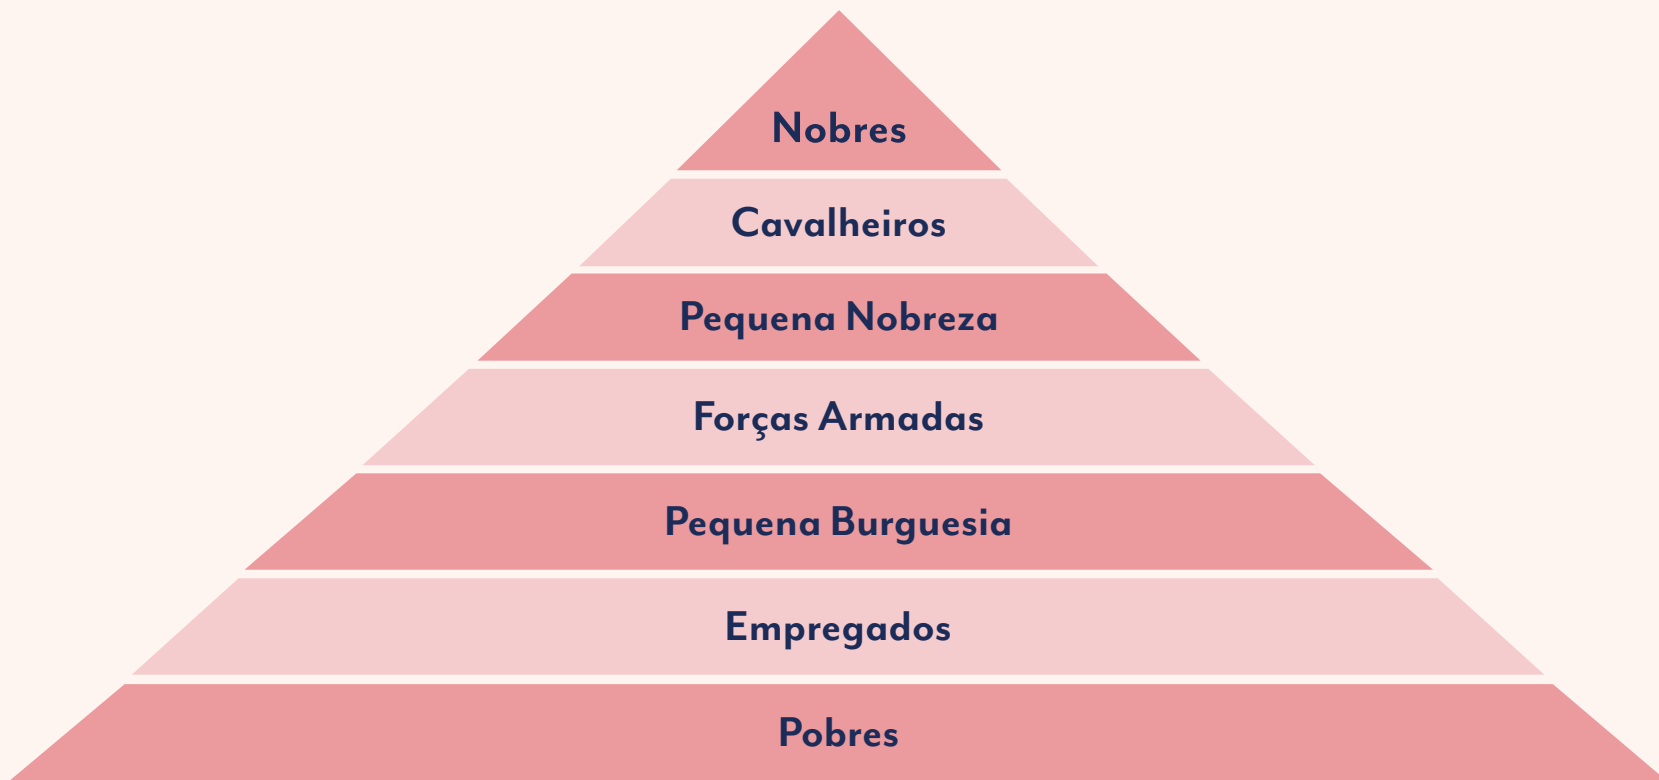 Nobres
Cavalheiros
Pequena Nobreza
Forças Armadas
Pequena Burguesia
Empregados
Pobres